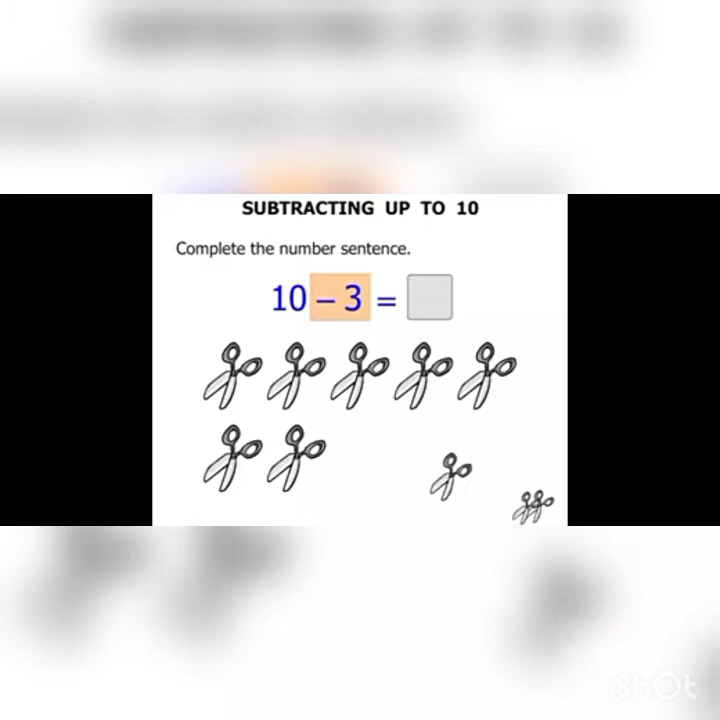 SUBTRACTING UP TO 10
Complete the number sentence.
10 – 3 =